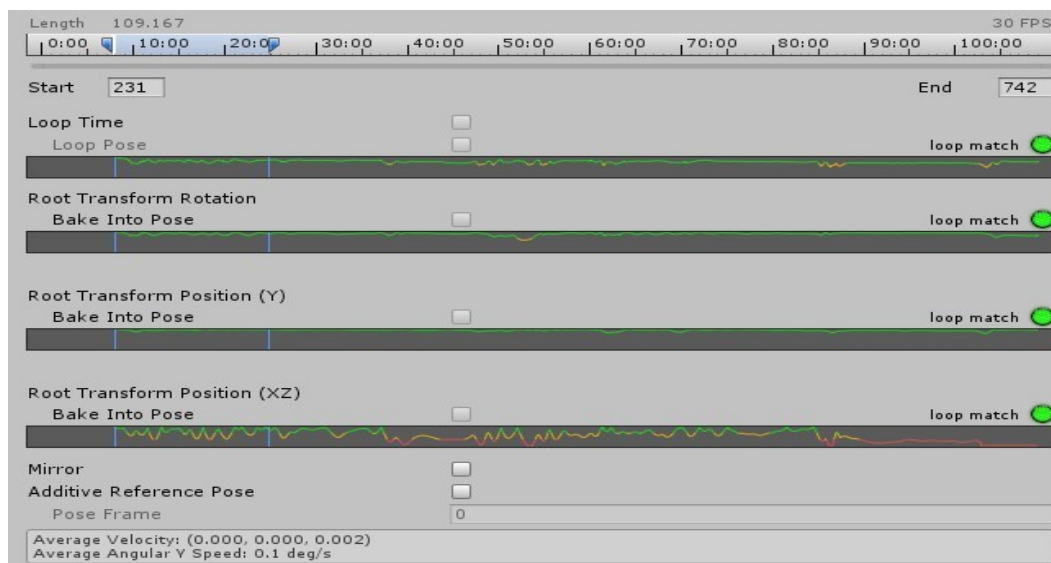 Length 109.167 30 FPS
0:00 10:00 20:00 30:00 40:00 50:00 60:00 70:00 80:00 90:00 100:00
Start 231 End 742
Loop Time
Loop Pose loop match
Root Transform Rotation
Bake Into Pose loop match
Root Transform Position (Y)
Bake Into Pose loop match
Root Transform Position (XZ)
Bake Into Pose loop match
Mirror
Additive Reference Pose
Pose Frame 0
Average Velocity: (0.000, 0.000, 0.002)
Average Angular Y Speed: 0.1 deg/s